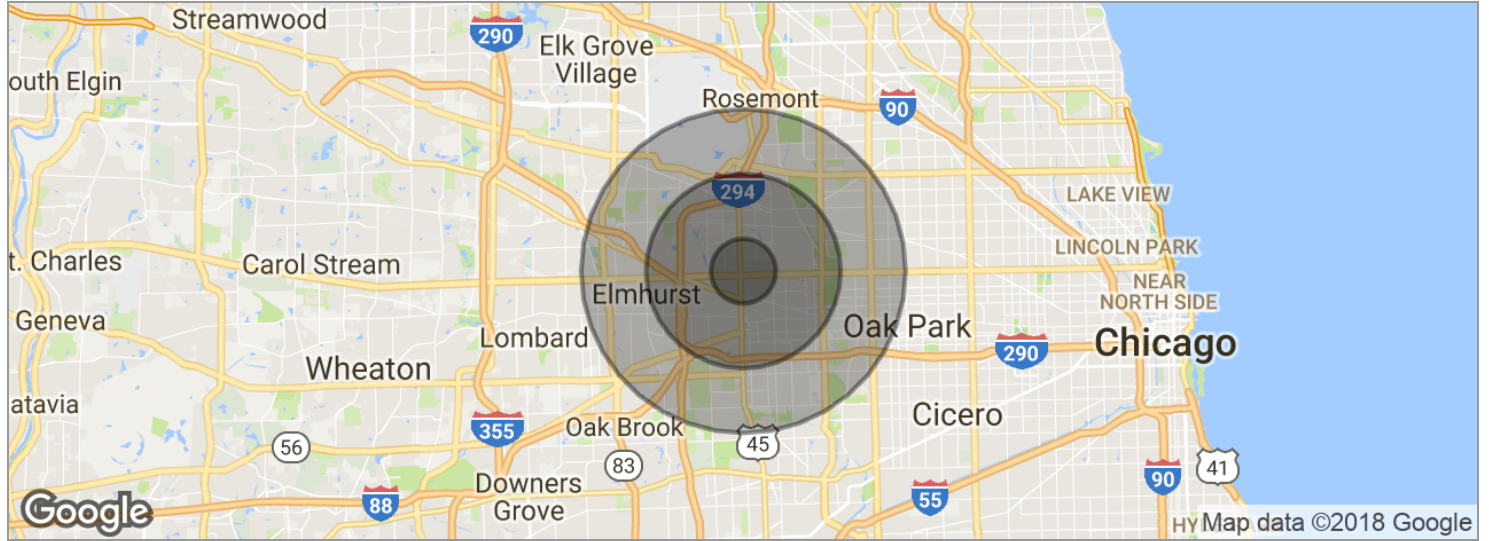 Streamwood
290
Elk Grove
Village
outh Elgin
Rosemont
90
294
LAKE VIEW
LINCOLN PARK
t. Charles
Carol Stream
NEAR
NORTH SIDE
Elmhurst
Geneva
Oak Park
Lombard
Chicago
290
Wheaton
atavia
Cicero
355
Oak Brook
45
56
83
41
90
Downers
Grove
88
55
Google
HY
Map data ©2018 Google